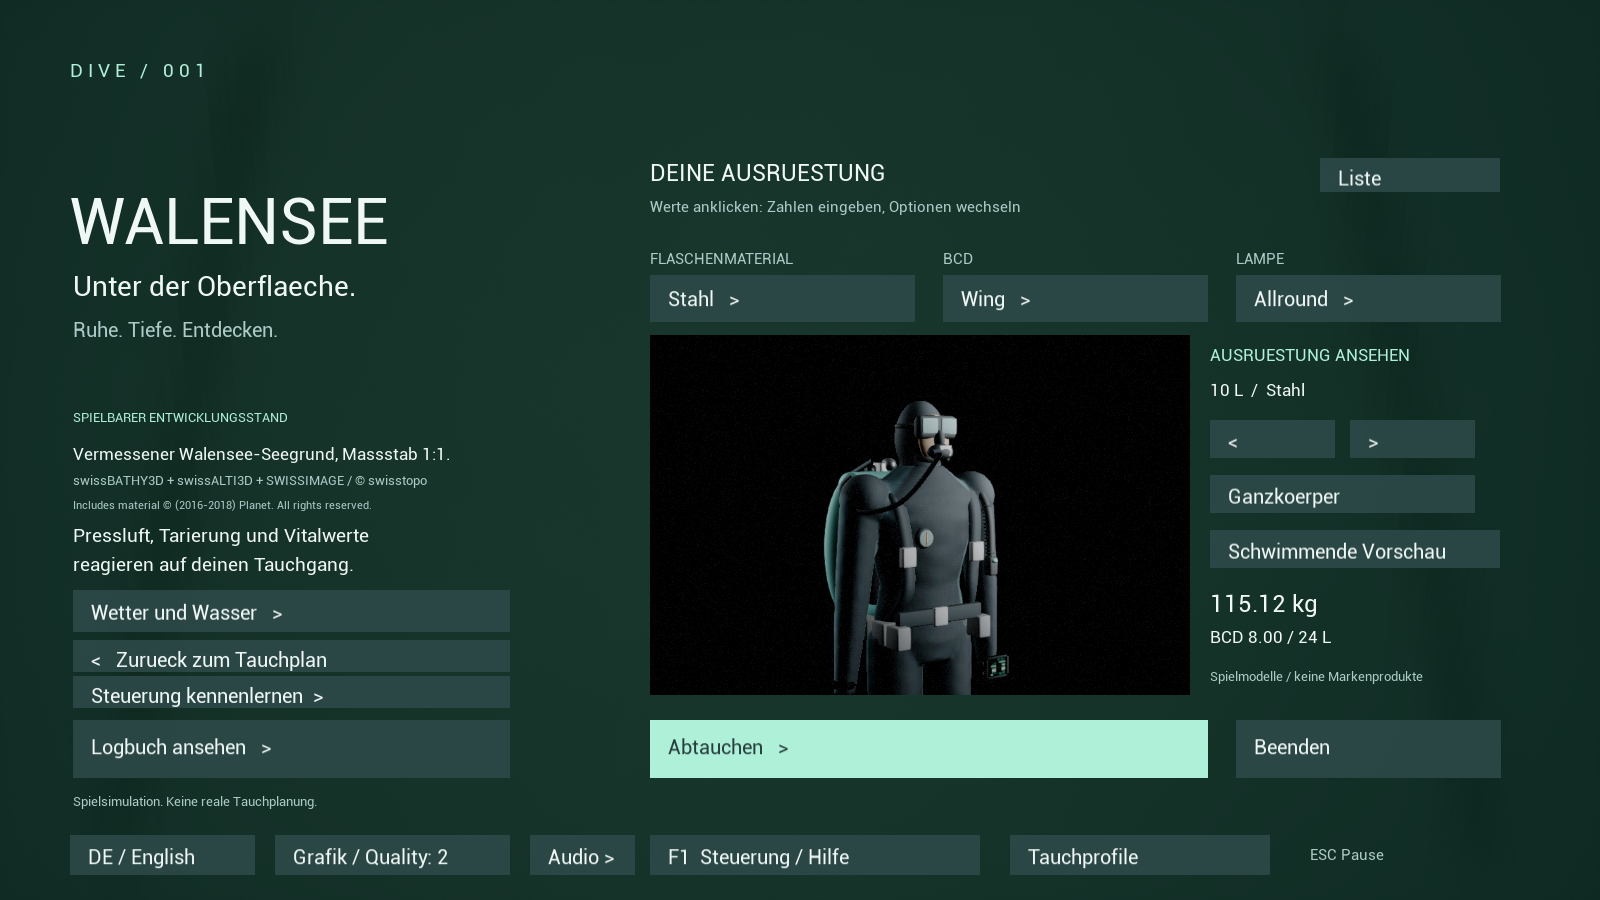 DIVE / 001
WALENSEE
Unter der Oberflaeche.
Ruhe. Tiefe. Entdecken.
SPIELBARER ENTWICKLUNGSSTAND
Vermessener Walensee-Seegrund, Massstab 1:1.
swissBATHY3D + swissALTI3D + SWISSIMAGE / © swisstopo
Includes material © (2016-2018) Planet. All rights reserved.
Pressluft, Tarierung und Vitalwerte
reagieren auf deinen Tauchgang.
Wetter und Wasser >
< Zurueck zum Tauchplan
Steuerung kennenlernen >
Logbuch ansehen >
Spielsimulation. Keine reale Tauchplanung.
DEINE AUSRUESTUNG
Liste
Werte anklicken: Zahlen eingeben, Optionen wechseln
FLASCHENMATERIAL
BCD
LAMPE
Stahl >
Wing >
Allround >
AUSRUESTUNG ANSEHEN
10 L / Stahl
<
>
Ganzkoerper
Schwimmende Vorschau
115.12 kg
BCD 8.00 / 24 L
Spielmodelle / keine Markenprodukte
Abtauchen >
Beenden
DE / English
Grafik / Quality: 2
Audio >
F1 Steuerung / Hilfe
Tauchprofile
ESC Pause